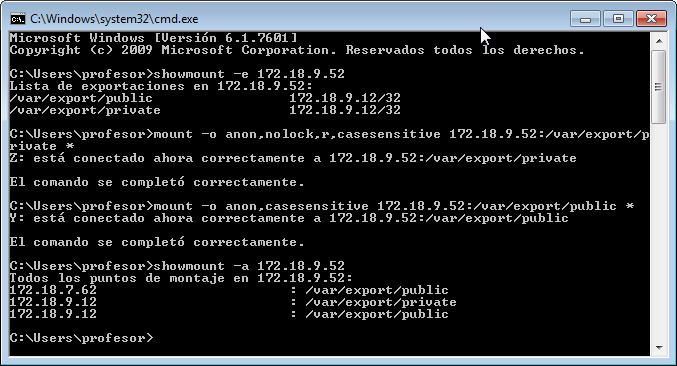 C:\Windows\system32\cmd.exe
Microsoft Windows [Versión 6.1.7601]
Copyright (c) 2009 Microsoft Corporation. Reservados todos los derechos.
C:\Users\profesor>showmount -e 172.18.9.52
Lista de exportaciones en 172.18.9.52:
/var/export/public 172.18.9.12/32
/var/export/private 172.18.9.12/32
C:\Users\profesor>mount -o anon,nolock,r,casesensitive 172.18.9.52:/var/export/p
rivate *
Z: está conectado ahora correctamente a 172.18.9.52:/var/export/private
El comando se completó correctamente.
C:\Users\profesor>mount -o anon,casesensitive 172.18.9.52:/var/export/public *
Y: está conectado ahora correctamente a 172.18.9.52:/var/export/public
El comando se completó correctamente.
C:\Users\profesor>showmount -a 172.18.9.52
Todos los puntos de montaje en 172.18.9.52:
172.18.7.62 : /var/export/public
172.18.9.12 : /var/export/private
172.18.9.12 : /var/export/public
C:\Users\profesor>